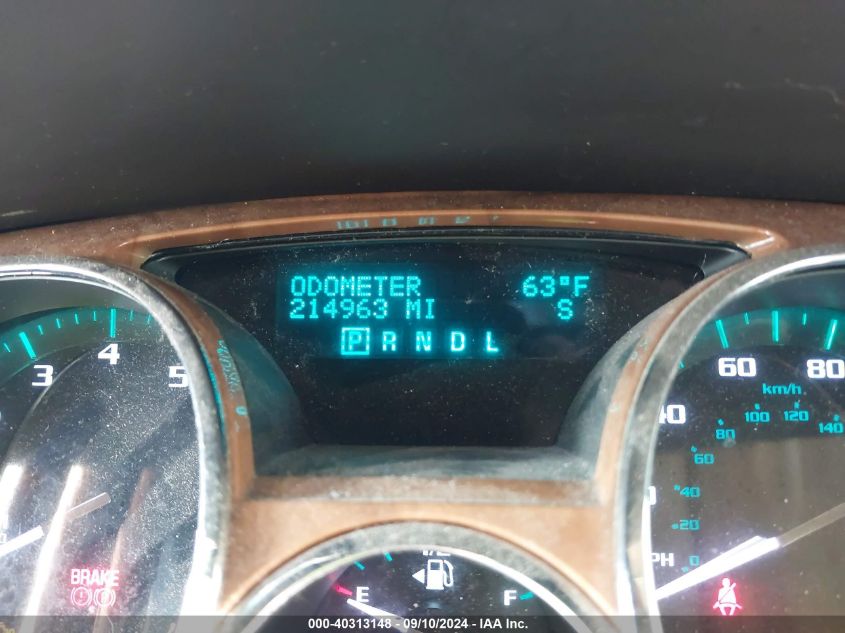 ODOMETER 63°F
214963 MI S
P R N D L
3 4 5
40 60 80
km/h
20 40 60 80 100 120 140
0
BRAKE
E F
000-40313148 - 09/10/2024 - IAA Inc.